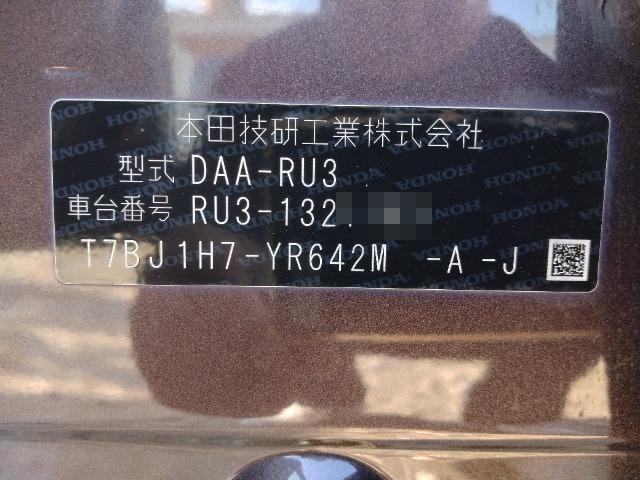 本田技研工業株式会社
型式 DAA-RU3
車台番号 RU3-132
T7BJ1H7-YR642M -A -J